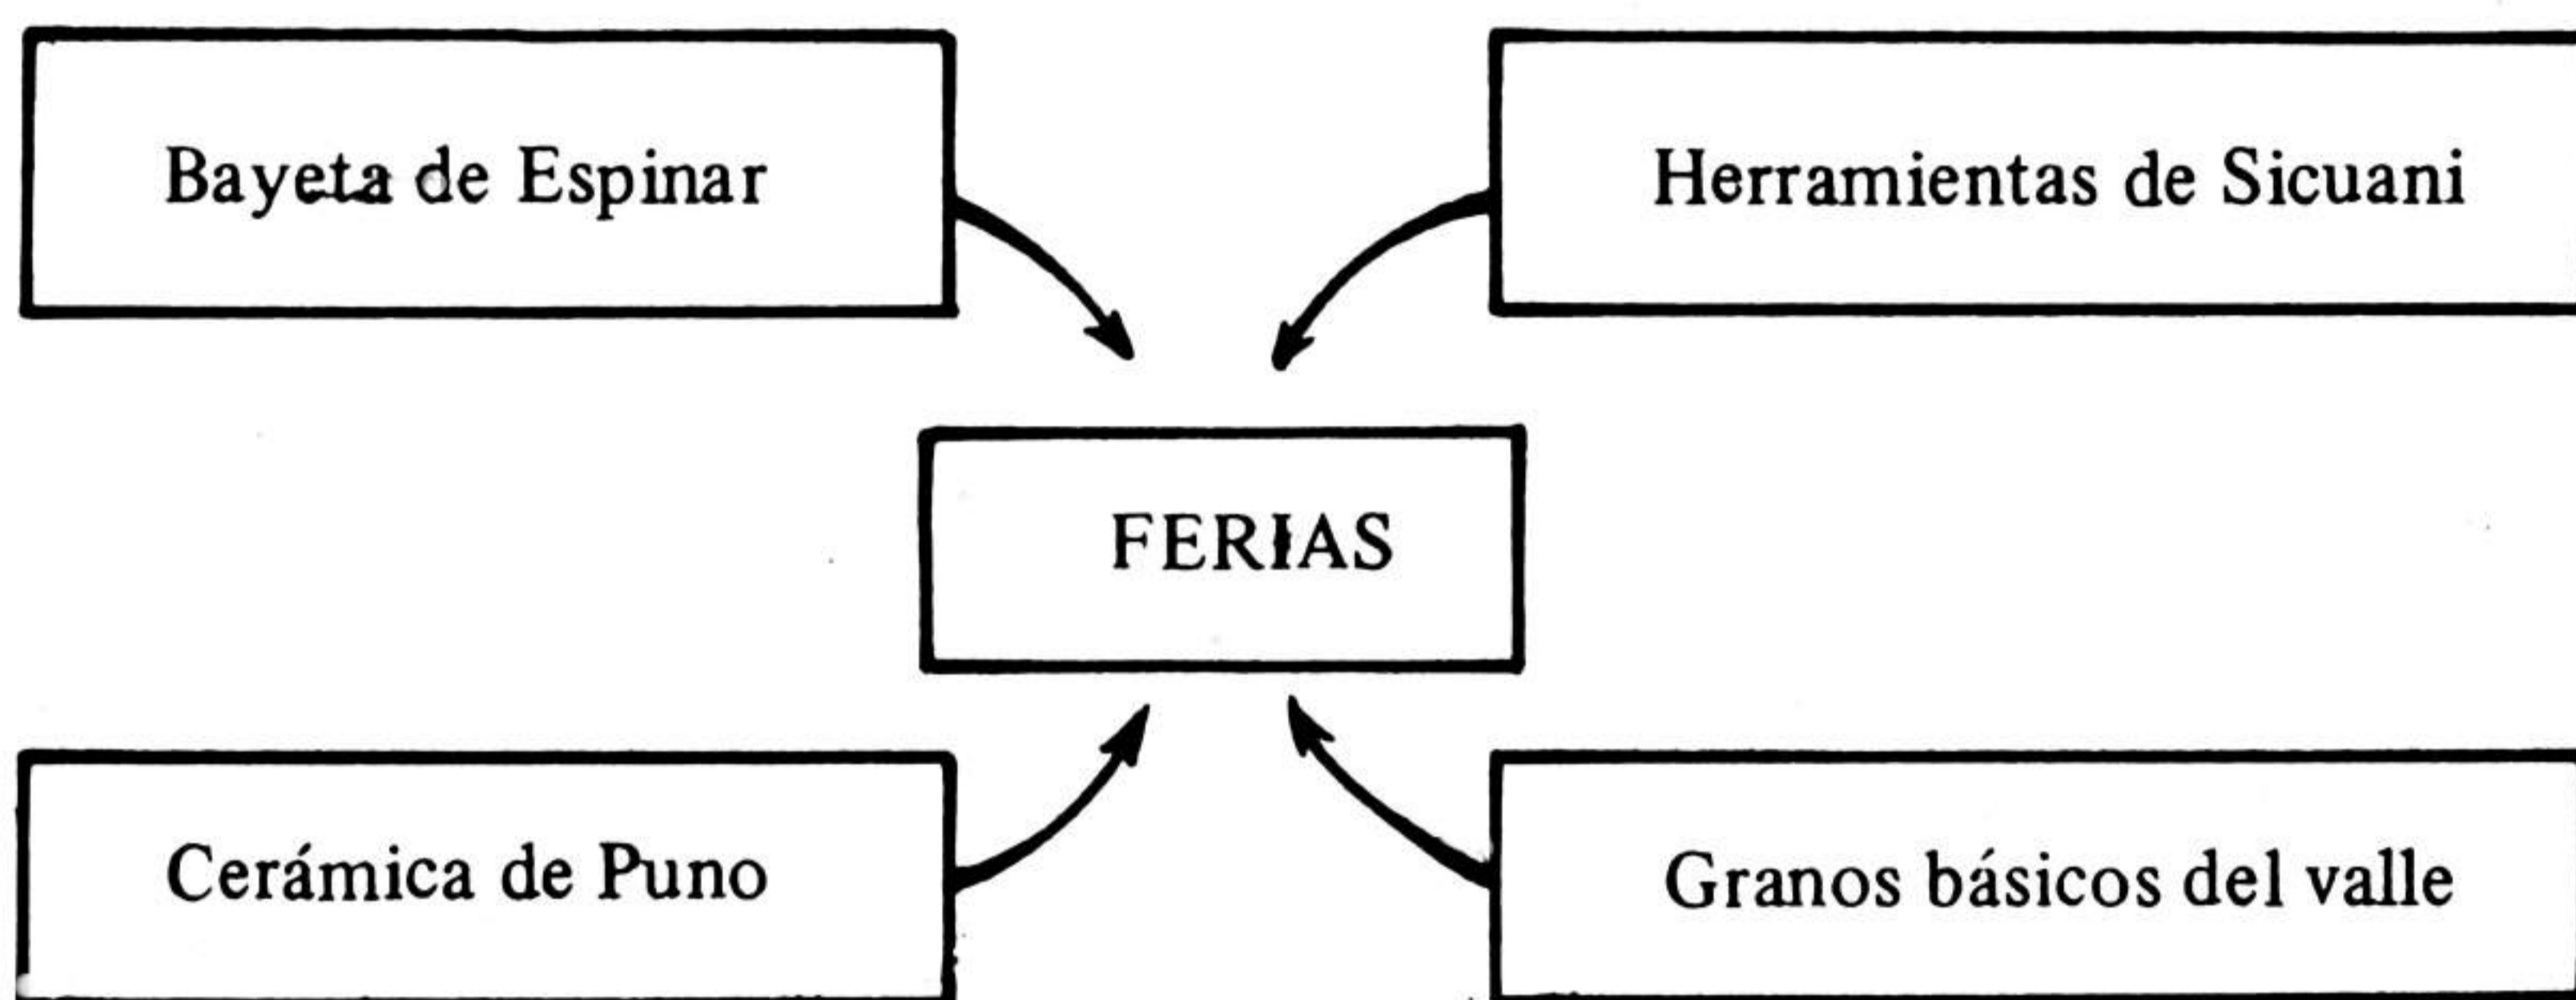 Bayeta de Espinar
Herramientas de Sicuani
FERIAS
Cerámica de Puno
Granos básicos del valle